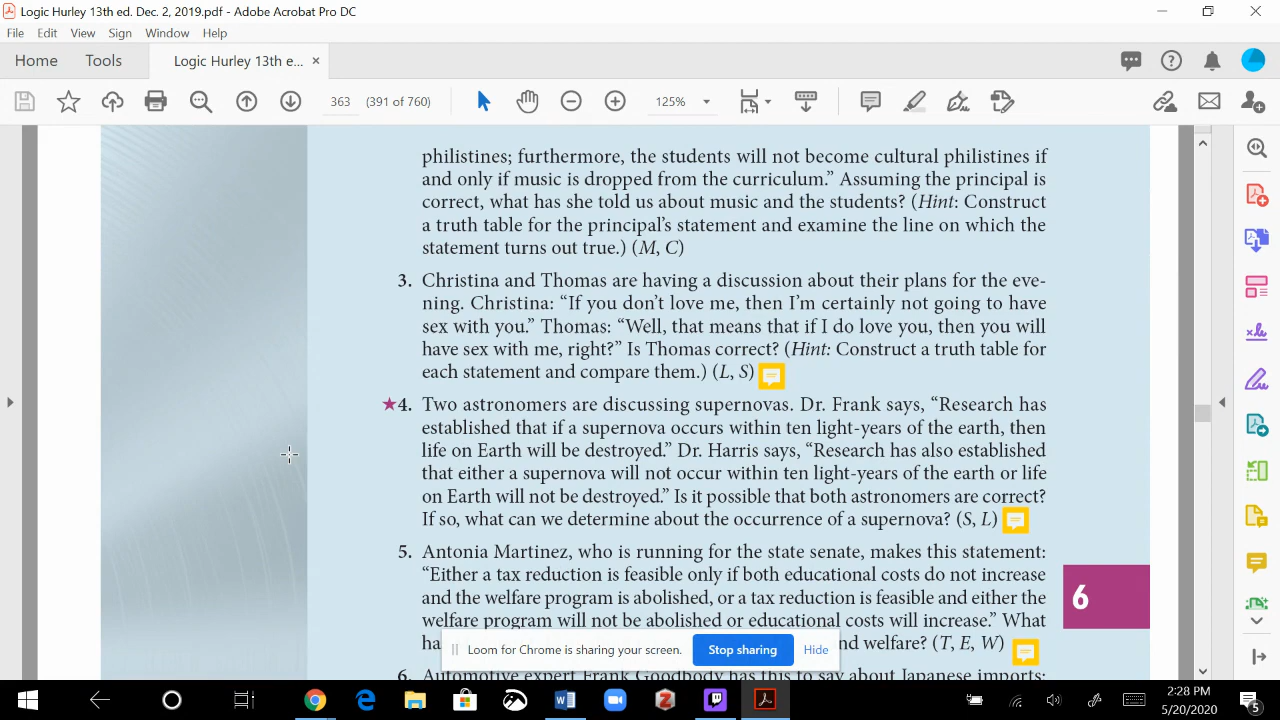 Logic Hurley 13th ed. Dec. 2, 2019.pdf - Adobe Acrobat Pro DC
File Edit View Sign Window Help
Home Tools Logic Hurley 13th e... ×
363 (391 of 760) 125%
philistines; furthermore, the students will not become cultural philistines if
and only if music is dropped from the curriculum.” Assuming the principal is
correct, what has she told us about music and the students? (Hint: Construct
a truth table for the principal’s statement and examine the line on which the
statement turns out true.) (M, C)
3. Christina and Thomas are having a discussion about their plans for the eve-
ning. Christina: “If you don’t love me, then I’m certainly not going to have
sex with you.” Thomas: “Well, that means that if I do love you, then you will
have sex with me, right?” Is Thomas correct? (Hint: Construct a truth table for
each statement and compare them.) (L, S)
★4. Two astronomers are discussing supernovas. Dr. Frank says, “Research has
established that if a supernova occurs within ten light-years of the earth, then
life on Earth will be destroyed.” Dr. Harris says, “Research has also established
that either a supernova will not occur within ten light-years of the earth or life
on Earth will not be destroyed.” Is it possible that both astronomers are correct?
If so, what can we determine about the occurrence of a supernova? (S, L)
5. Antonia Martinez, who is running for the state senate, makes this statement:
“Either a tax reduction is feasible only if both educational costs do not increase
and the welfare program is abolished, or a tax reduction is feasible and either the
welfare program will not be abolished or educational costs will increase.” What
ha
nd welfare? (T, E, W)
6
Loom for Chrome is sharing your screen. Stop sharing Hide
6. Automotive expert Frank Goodbody has this to say about Japanese imports:
2:28 PM
5/20/2020
5